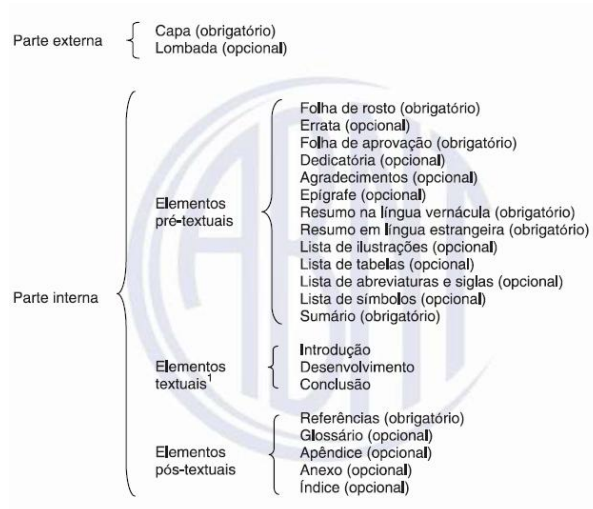 Parte externa
Capa (obrigatório)
Lombada (opcional)
Parte interna
Elementos
pré-textuais
Folha de rosto (obrigatório)
Errata (opcional)
Folha de aprovação (obrigatório)
Dedicatória (opcional)
Agradecimentos (opcional)
Epígrafe (opcional)
Resumo na língua vernácula (obrigatório)
Resumo em língua estrangeira (obrigatório)
Lista de ilustrações (opcional)
Lista de tabelas (opcional)
Lista de abreviaturas e siglas (opcional)
Lista de símbolos (opcional)
Sumário (obrigatório)
Elementos
textuais¹
Introdução
Desenvolvimento
Conclusão
Elementos
pós-textuais
Referências (obrigatório)
Glossário (opcional)
Apêndice (opcional)
Anexo (opcional)
Índice (opcional)
ABNT